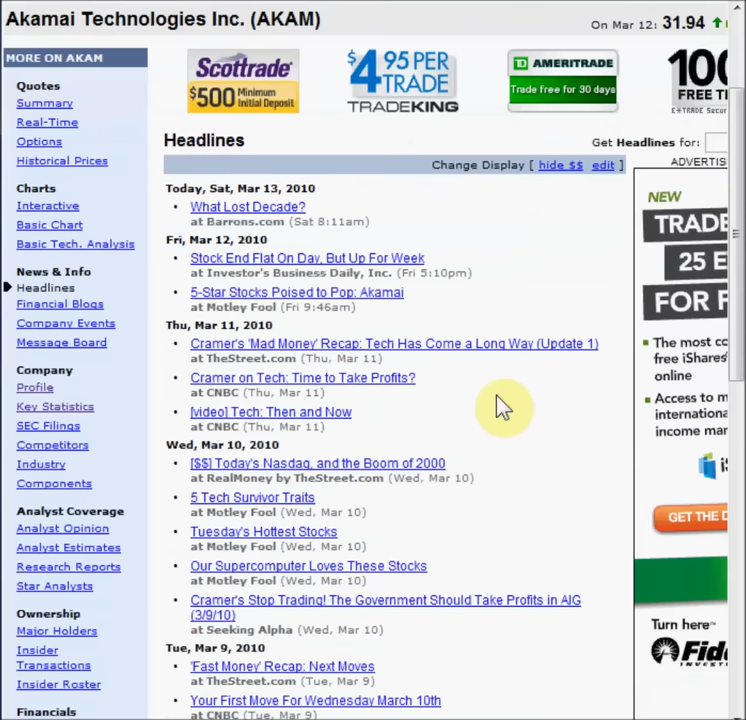 Akamai Technologies Inc. (AKAM)
On Mar 12: 31.94
MORE ON AKAM
Quotes
Summary
Real-Time
Options
Historical Prices
Charts
Interactive
Basic Chart
Basic Tech. Analysis
News & Info
Headlines
Financial Blogs
Company Events
Message Board
Company
Profile
Key Statistics
SEC Filings
Competitors
Industry
Components
Analyst Coverage
Analyst Opinion
Analyst Estimates
Research Reports
Star Analysts
Ownership
Major Holders
Insider
Transactions
Insider Roster
Financials
Scottrade
$500 Minimum
Initial Deposit
$4.95 PER
TRADE
TRADEKING
TD AMERITRADE
Trade free for 30 days
100
FREE T
E*TRADE Secur
Headlines
Get Headlines for:
Change Display [ hide $$ edit ]
Today, Sat, Mar 13, 2010
• What Lost Decade?
at Barrons.com (Sat 8:11am)
Fri, Mar 12, 2010
• Stock End Flat On Day, But Up For Week
at Investor's Business Daily, Inc. (Fri 5:10pm)
• 5-Star Stocks Poised to Pop: Akamai
at Motley Fool (Fri 9:46am)
Thu, Mar 11, 2010
• Cramer's 'Mad Money' Recap: Tech Has Come a Long Way (Update 1)
at TheStreet.com (Thu, Mar 11)
• Cramer on Tech: Time to Take Profits?
at CNBC (Thu, Mar 11)
• [video] Tech: Then and Now
at CNBC (Thu, Mar 11)
Wed, Mar 10, 2010
• [$$] Today's Nasdaq, and the Boom of 2000
at RealMoney by TheStreet.com (Wed, Mar 10)
• 5 Tech Survivor Traits
at Motley Fool (Wed, Mar 10)
• Tuesday's Hottest Stocks
at Motley Fool (Wed, Mar 10)
• Our Supercomputer Loves These Stocks
at Motley Fool (Wed, Mar 10)
• Cramer's Stop Trading! The Government Should Take Profits in AIG
(3/9/10)
at Seeking Alpha (Wed, Mar 10)
Tue, Mar 9, 2010
• 'Fast Money' Recap: Next Moves
at TheStreet.com (Tue, Mar 9)
• Your First Move For Wednesday March 10th
at CNBC (Tue, Mar 9)
ADVERTIS
NEW
TRADE
25 E
FOR F
The most co
free iShares
online
Access to m
internationa
income mar
GET THE D
Turn here
Fide
INVEST